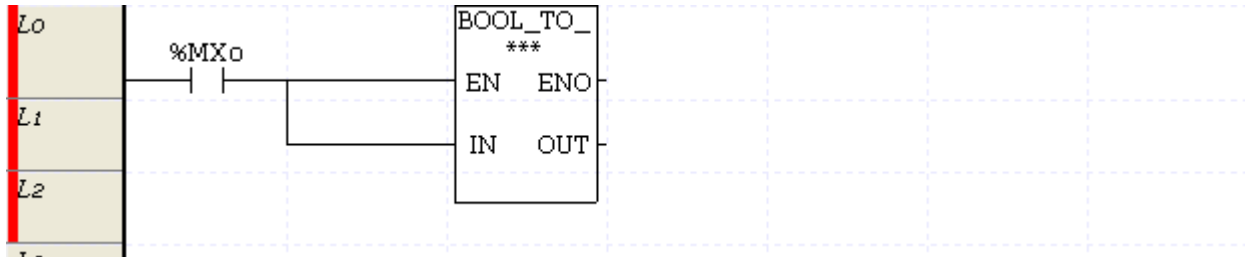 L0
BOOL_TO_
***
%MX0
EN ENO
L1
IN OUT
L2